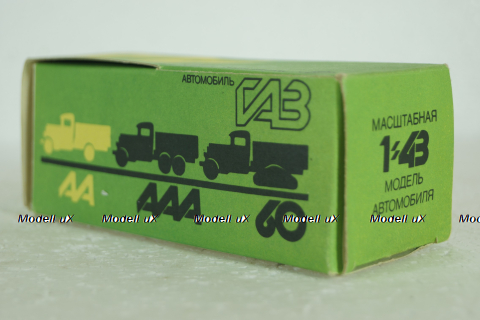 АВТОМОБИЛЬ
ГАЗ
АА ААА 60
МАСШТАБНАЯ
1:43
МОДЕЛЬ
АВТОМОБИЛЯ
Modell uX Modell uX Modell uX Modell uX Modell uX Mod